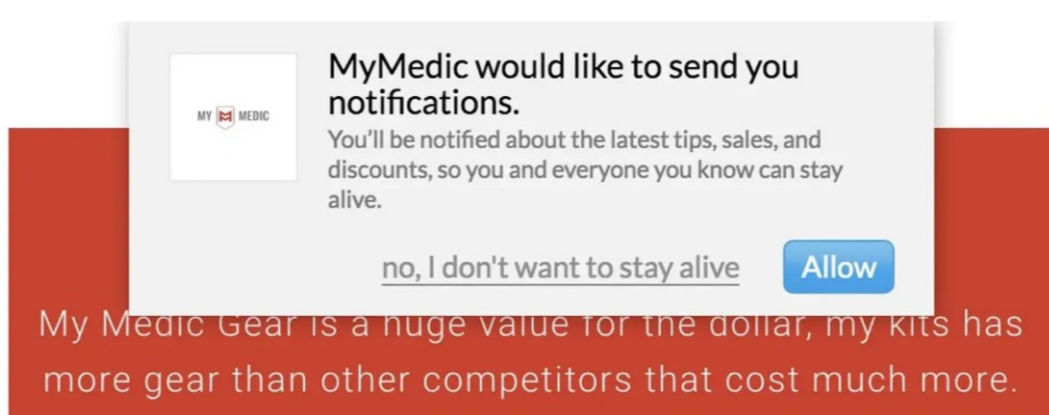 MY MEDIC
MyMedic would like to send you
notifications.
You'll be notified about the latest tips, sales, and
discounts, so you and everyone you know can stay
alive.
no, I don't want to stay alive
Allow
My Medic Gear is a huge value for the dollar, my kits has
more gear than other competitors that cost much more.